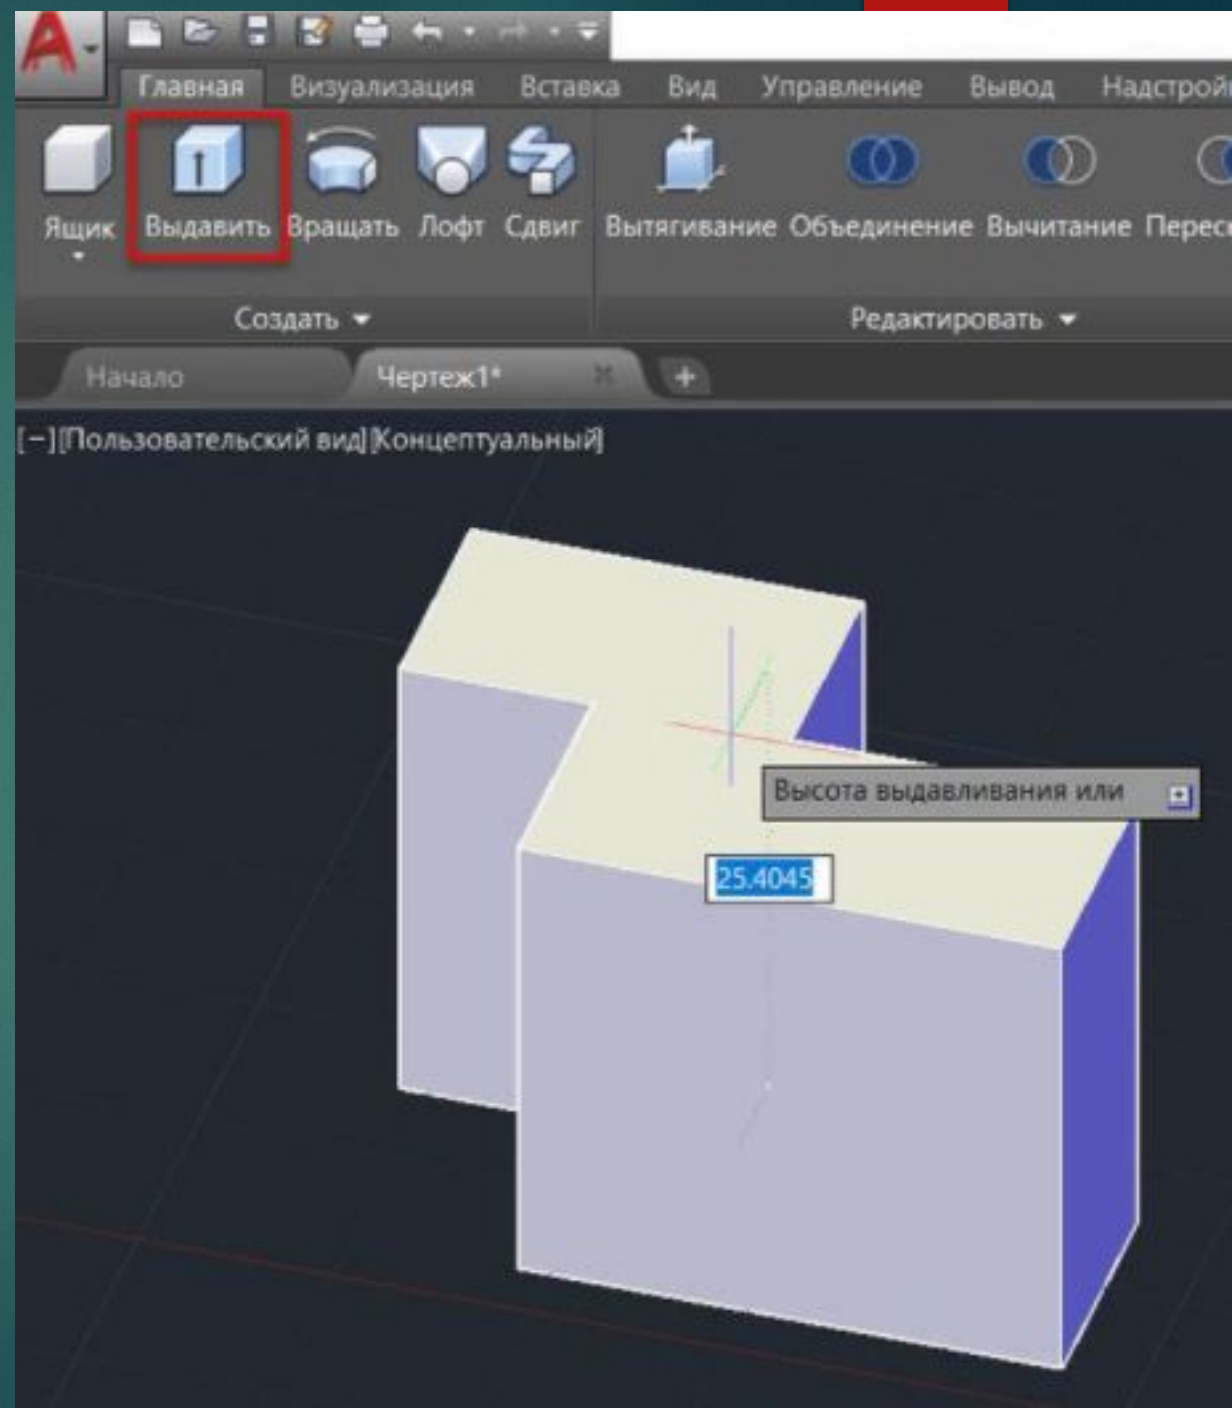 Главная Визуализация Вставка Вид Управление Вывод
Ящик Выдавить Вращать Лофт Сдвиг Вытягивание Объединение Вычитание
Создать Редактировать
Начало Чертеж1*
[−][Пользовательский вид][Концептуальный]
Высота выдавливания или
25.4045